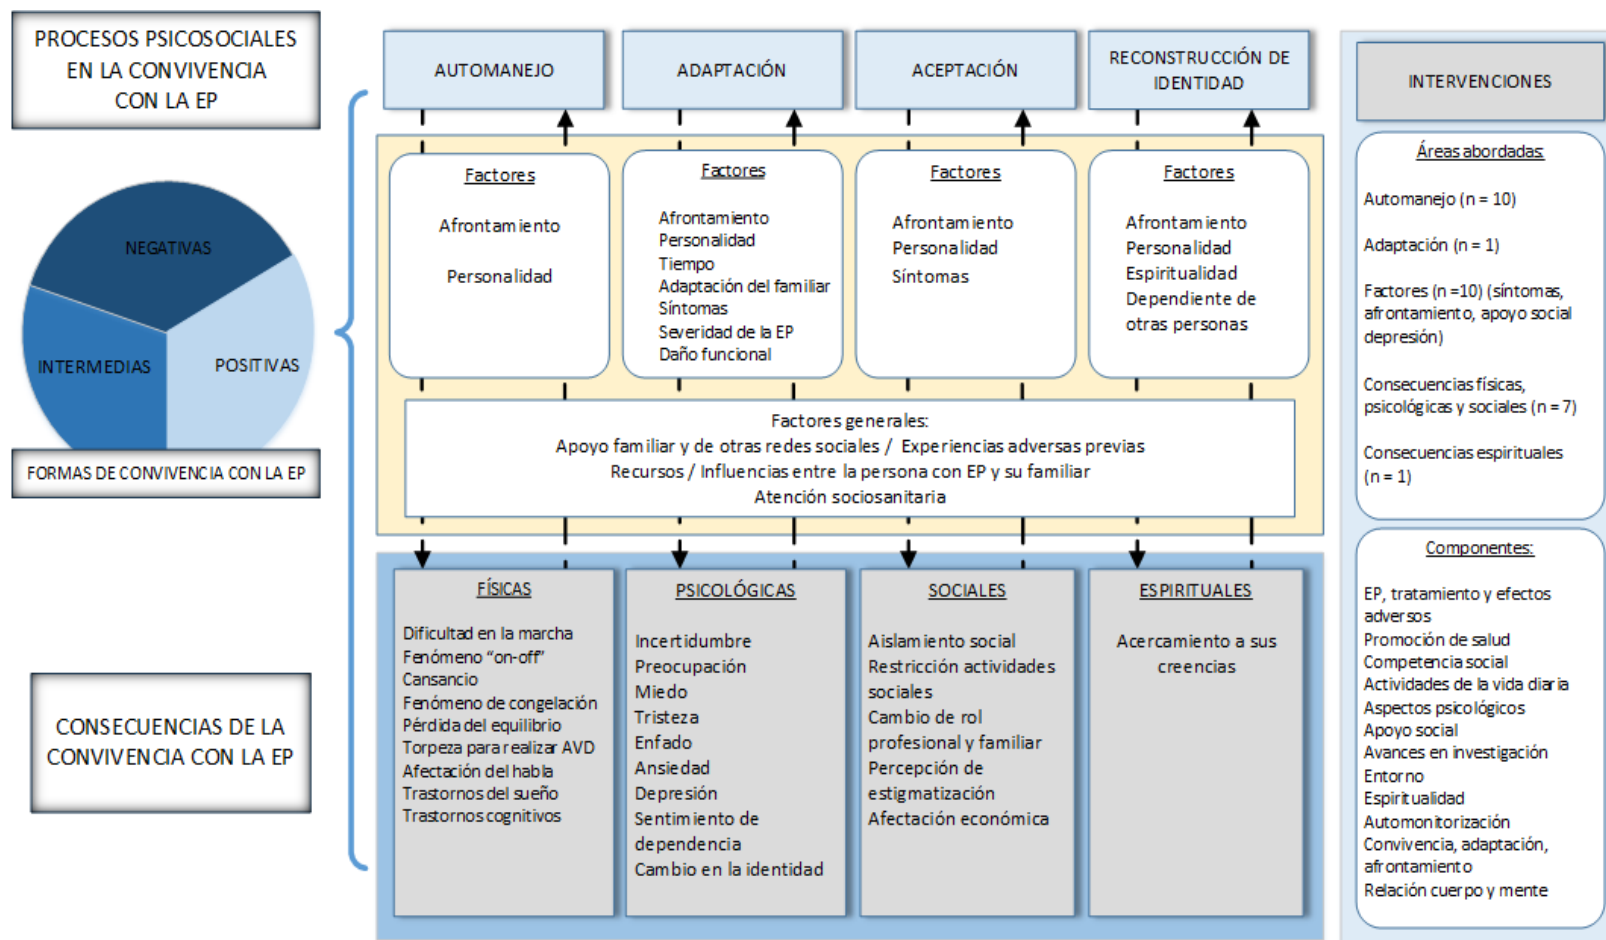 PROCESOS PSICOSOCIALES
EN LA CONVIVENCIA
CON LA EP
NEGATIVAS
INTERMEDIAS
POSITIVAS
FORMAS DE CONVIVENCIA CON LA EP
CONSECUENCIAS DE LA
CONVIVENCIA CON LA EP
AUTOMANEJO
ADAPTACIÓN
ACEPTACIÓN
RECONSTRUCCIÓN DE
IDENTIDAD
Factores
Afrontamiento
Personalidad
Factores
Afrontamiento
Personalidad
Tiempo
Adaptación del familiar
Síntomas
Severidad de la EP
Daño funcional
Factores
Afrontamiento
Personalidad
Síntomas
Factores
Afrontamiento
Personalidad
Espiritualidad
Dependiente de
otras personas
Factores generales:
Apoyo familiar y de otras redes sociales / Experiencias adversas previas
Recursos / Influencias entre la persona con EP y su familiar
Atención sociosanitaria
FÍSICAS
Dificultad en la marcha
Fenómeno “on-off”
Cansancio
Fenómeno de congelación
Pérdida del equilibrio
Torpeza para realizar AVD
Afectación del habla
Trastornos del sueño
Trastornos cognitivos
PSICOLÓGICAS
Incertidumbre
Preocupación
Miedo
Tristeza
Enfado
Ansiedad
Depresión
Sentimiento de
dependencia
Cambio en la identidad
SOCIALES
Aislamiento social
Restricción actividades
sociales
Cambio de rol
profesional y familiar
Percepción de
estigmatización
Afectación económica
ESPIRITUALES
Acercamiento a sus
creencias
INTERVENCIONES
Áreas abordadas:
Automanejo (n = 10)
Adaptación (n = 1)
Factores (n =10) (síntomas,
afrontamiento, apoyo social
depresión)
Consecuencias físicas,
psicológicas y sociales (n = 7)
Consecuencias espirituales
(n = 1)
Componentes:
EP, tratamiento y efectos
adversos
Promoción de salud
Competencia social
Actividades de la vida diaria
Aspectos psicológicos
Apoyo social
Avances en investigación
Entorno
Espiritualidad
Automonitorización
Convivencia, adaptación,
afrontamiento
Relación cuerpo y mente